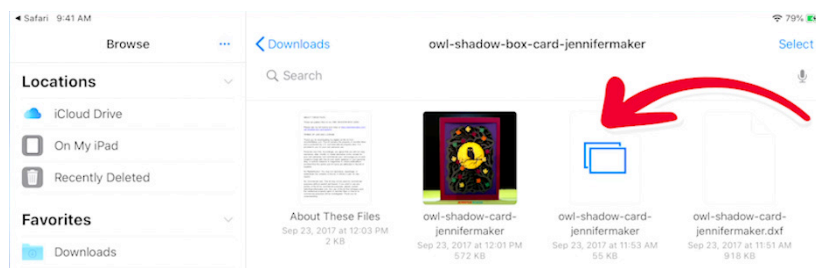 Safari 9:41 AM
79%
Browse
Downloads
owl-shadow-box-card-jennifermaker
Select
Locations
Search
iCloud Drive
On My iPad
Recently Deleted
Favorites
Downloads
About These Files
Sep 23, 2017 at 12:03 PM
2 KB
owl-shadow-card-
jennifermaker
Sep 23, 2017 at 12:01 PM
572 KB
owl-shadow-card-
jennifermaker
Sep 23, 2017 at 11:53 AM
55 KB
owl-shadow-card-
jennifermaker.dxf
Sep 23, 2017 at 11:51 AM
918 KB